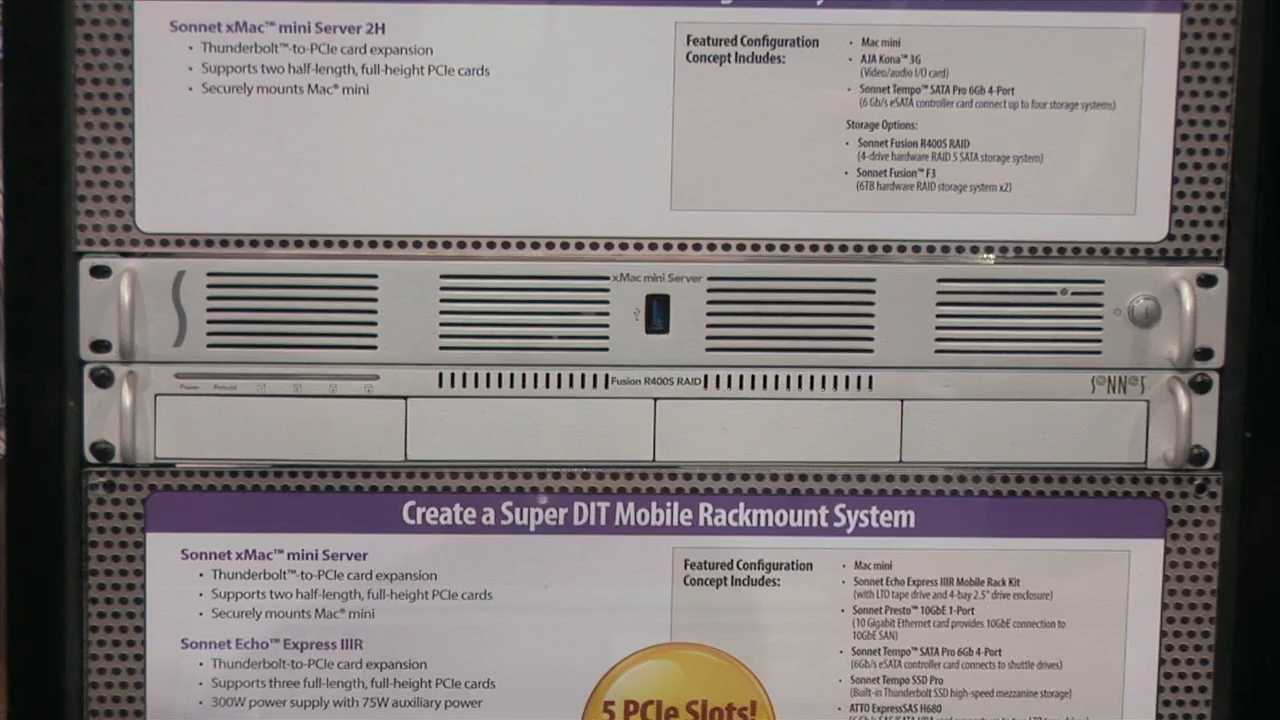 Sonnet xMac™ mini Server 2H
• Thunderbolt™-to-PCIe card expansion
• Supports two half-length, full-height PCIe cards
• Securely mounts Mac® mini
Featured Configuration
Concept Includes:
• Mac mini
• AJA Kona™ 3G
(Video/audio I/O card)
• Sonnet Tempo™ SATA Pro 6Gb 4-Port
(6 Gb/s eSATA controller card connect up to four storage systems)
Storage Options:
• Sonnet Fusion R400S RAID
(4-drive hardware RAID 5 SATA storage system)
• Sonnet Fusion™ F3
(6TB hardware RAID storage system x2)
xMac mini Server
Power Rebuild
Fusion R400S RAID
SONNET
Create a Super DIT Mobile Rackmount System
Sonnet xMac™ mini Server
• Thunderbolt™-to-PCIe card expansion
• Supports two half-length, full-height PCIe cards
• Securely mounts Mac® mini
Sonnet Echo™ Express IIIR
• Thunderbolt-to-PCIe card expansion
• Supports three full-length, full-height PCIe cards
• 300W power supply with 75W auxiliary power
Featured Configuration
Concept Includes:
• Mac mini
• Sonnet Echo Express IIIR Mobile Rack Kit
(with LTO tape drive and 4-bay 2.5" drive enclosure)
• Sonnet Presto™ 10GbE 1-Port
(10 Gigabit Ethernet card provides 10GbE connection to
10GbE SAN)
• Sonnet Tempo™ SATA Pro 6Gb 4-Port
(6Gb/s eSATA controller card connects to shuttle drives)
• Sonnet Tempo SSD Pro
(Built-in Thunderbolt SSD high-speed mezzanine storage)
• ATTO ExpressSAS H680
5 PCIe Slots!